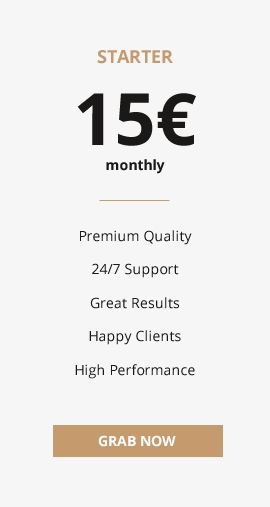 STARTER
15€
monthly
Premium Quality
24/7 Support
Great Results
Happy Clients
High Performance
GRAB NOW